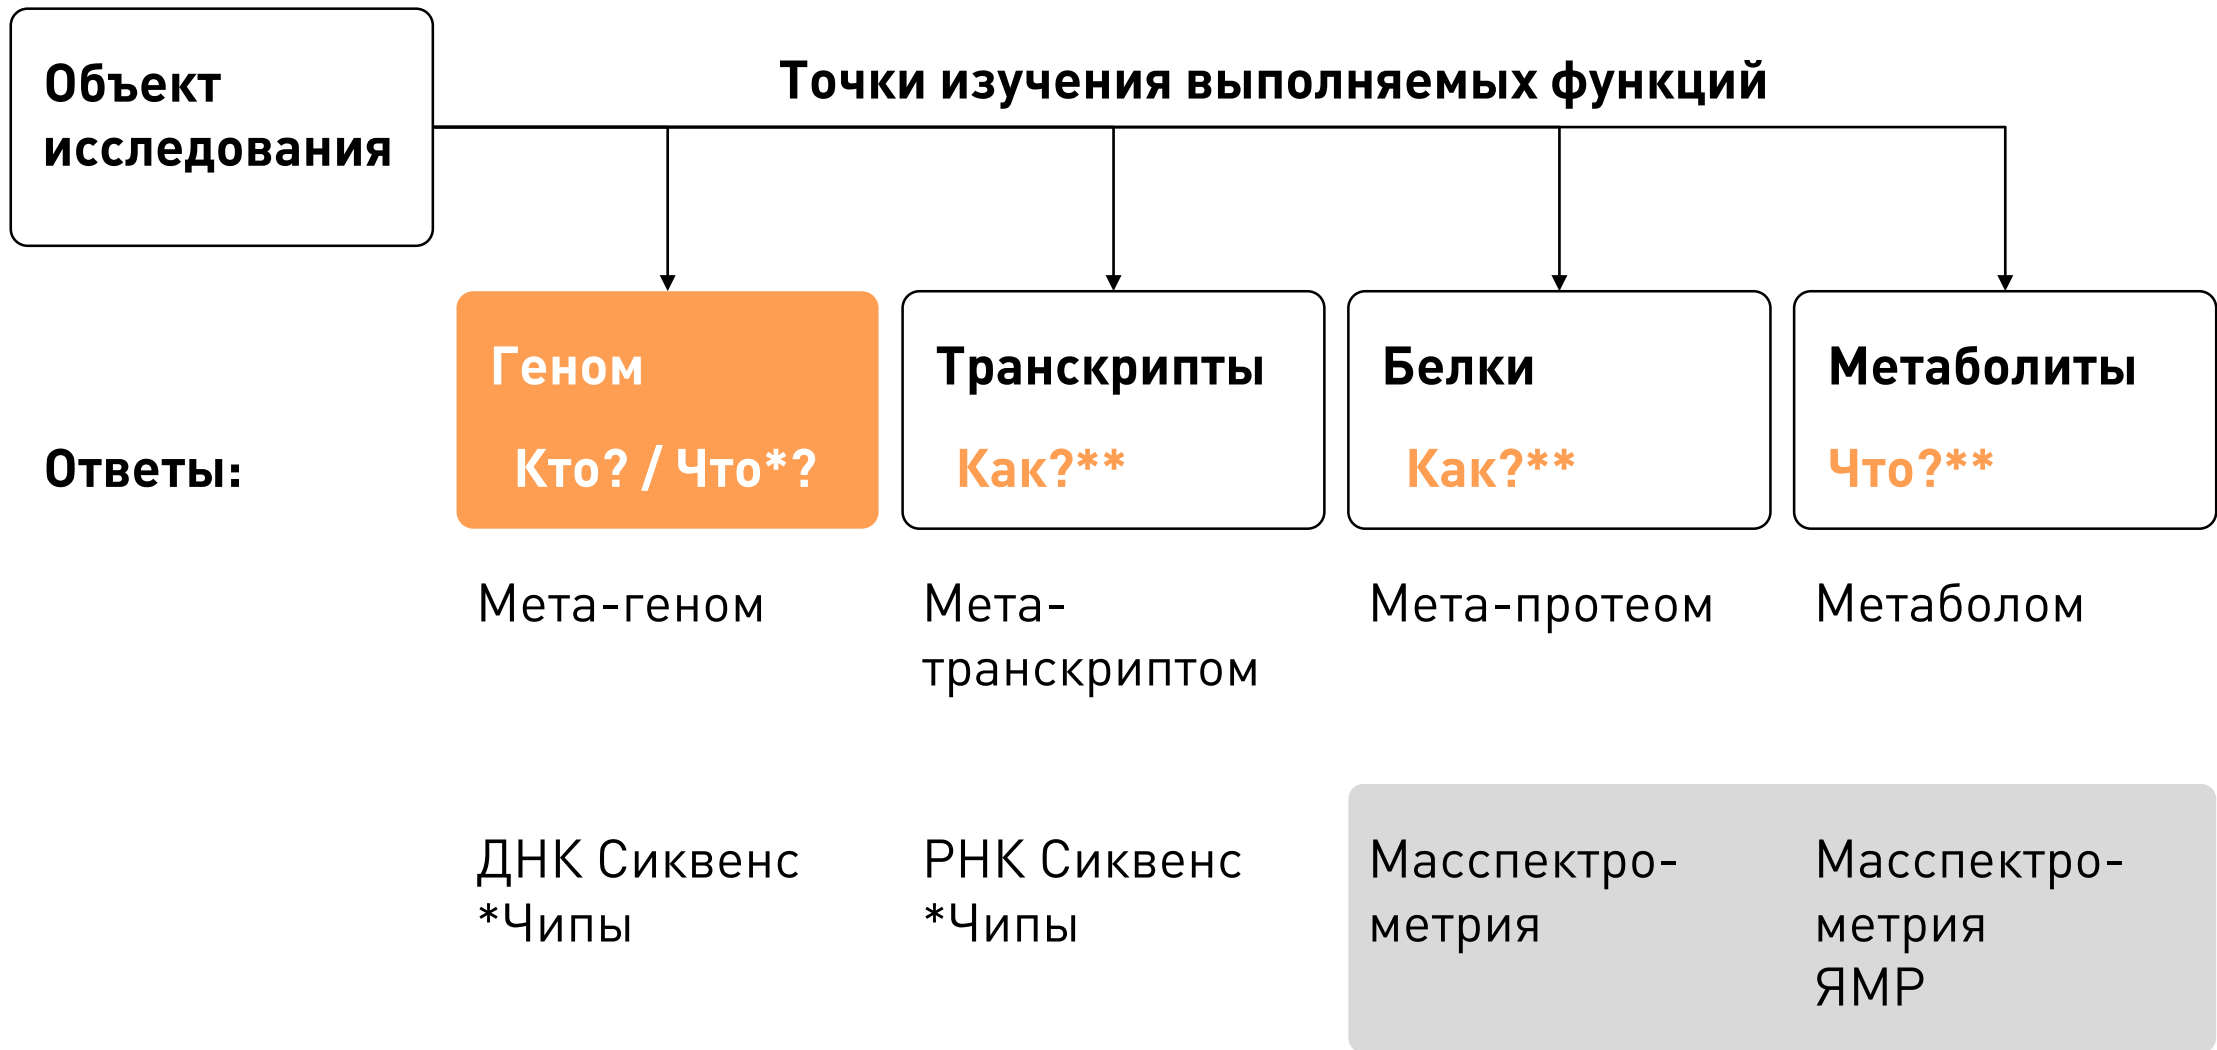 Объект
исследования
Точки изучения выполняемых функций
Геном
Транскрипты
Белки
Метаболиты
Ответы:
Кто? / Что*?
Как?**
Как?**
Что?**
Мета-геном
Мета-
транскриптом
Мета-протеом
Метаболом
ДНК Сиквенс
*Чипы
РНК Сиквенс
*Чипы
Масспектро-
метрия
Масспектро-
метрия
ЯМР